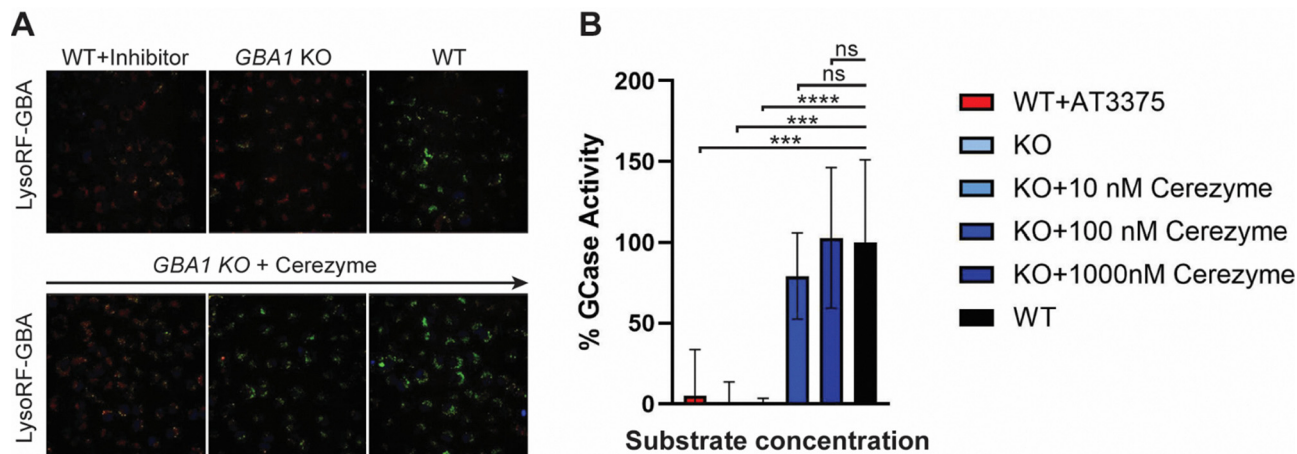 A
WT+Inhibitor GBA1 KO WT
LysoRF-GBA
GBA1 KO + Cerezyme
LysoRF-GBA
B
ns
ns
****
***
***
200
150
100
50
0
% GCase Activity
Substrate concentration
WT+AT3375
KO
KO+10 nM Cerezyme
KO+100 nM Cerezyme
KO+1000nM Cerezyme
WT